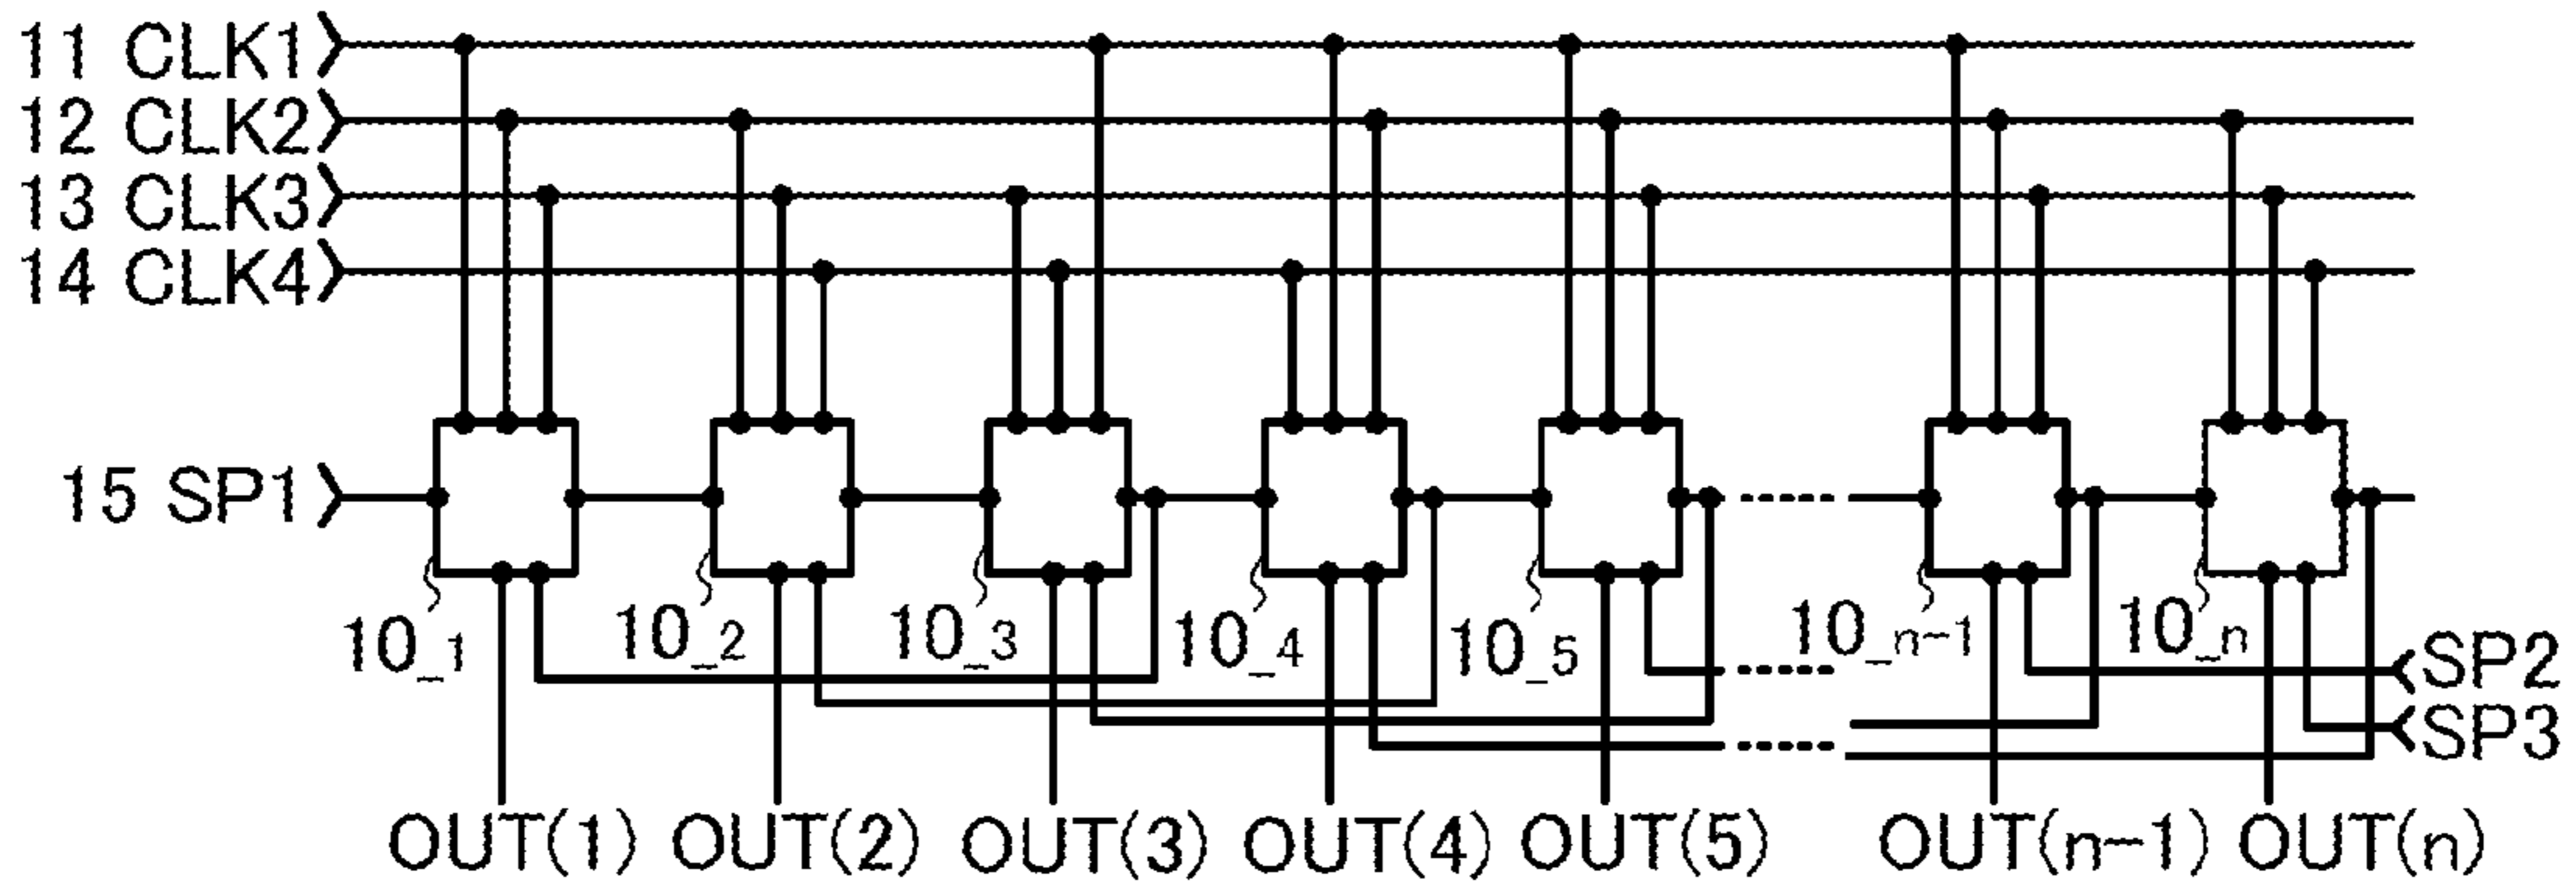 11 CLK1
12 CLK2
13 CLK3
14 CLK4
15 SP1
10_1
10_2
10_3
10_4
10_5
10_n-1
10_n
SP2
SP3
OUT(1)
OUT(2)
OUT(3)
OUT(4)
OUT(5)
OUT(n-1)
OUT(n)